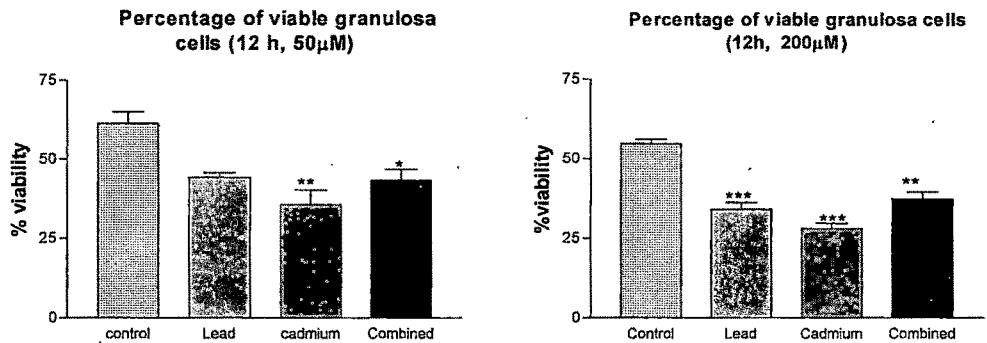 Percentage of viable granulosa
cells (12 h, 50µM)
75
50
25
0
% viability
**
*
control Lead cadmium Combined
Percentage of viable granulosa cells
(12h, 200µM)
75
50
25
0
%viability
***
***
**
Control Lead Cadmium Combined